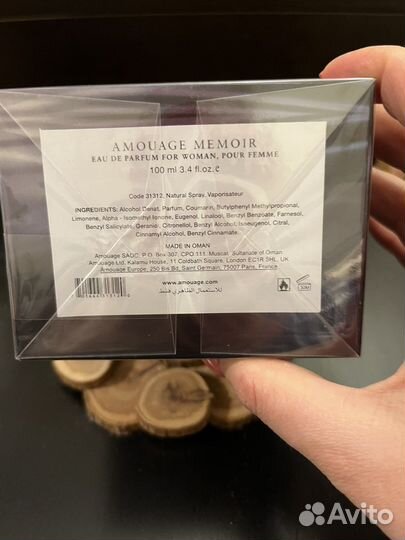 AMOUAGE MEMOIR
EAU DE PARFUM FOR WOMAN, POUR FEMME
100 ml 3.4 fl.oz.e
Code 31312, Natural Spray, Vaporisateur
INGREDIENTS: Alcohol Denat, Parfum, Coumarin, Butylphenyl Methylpropional,
Limonene, Alpha - Isomethyl Ionone, Eugenol, Linalool, Benzyl Benzoate, Farnesol,
Benzyl Salicylate, Geraniol, Citronellol, Benzyl Alcohol, Isoeugenol, Citral,
Cinnamyl Alcohol, Benzyl Cinnamate.
MADE IN OMAN
Amouage SAOC, P.O. Box 307, CPO 111, Muscat, Sultanate of Oman.
Amouage Ltd, Kalamu House, 11 Coldbath Square, London EC1R 5HL, UK
Amouage Europe, 250 Bis Bd, Saint Germain, 75007 Paris, France.
www.amouage.com
للاستعمال الظاهري فقط
Avito